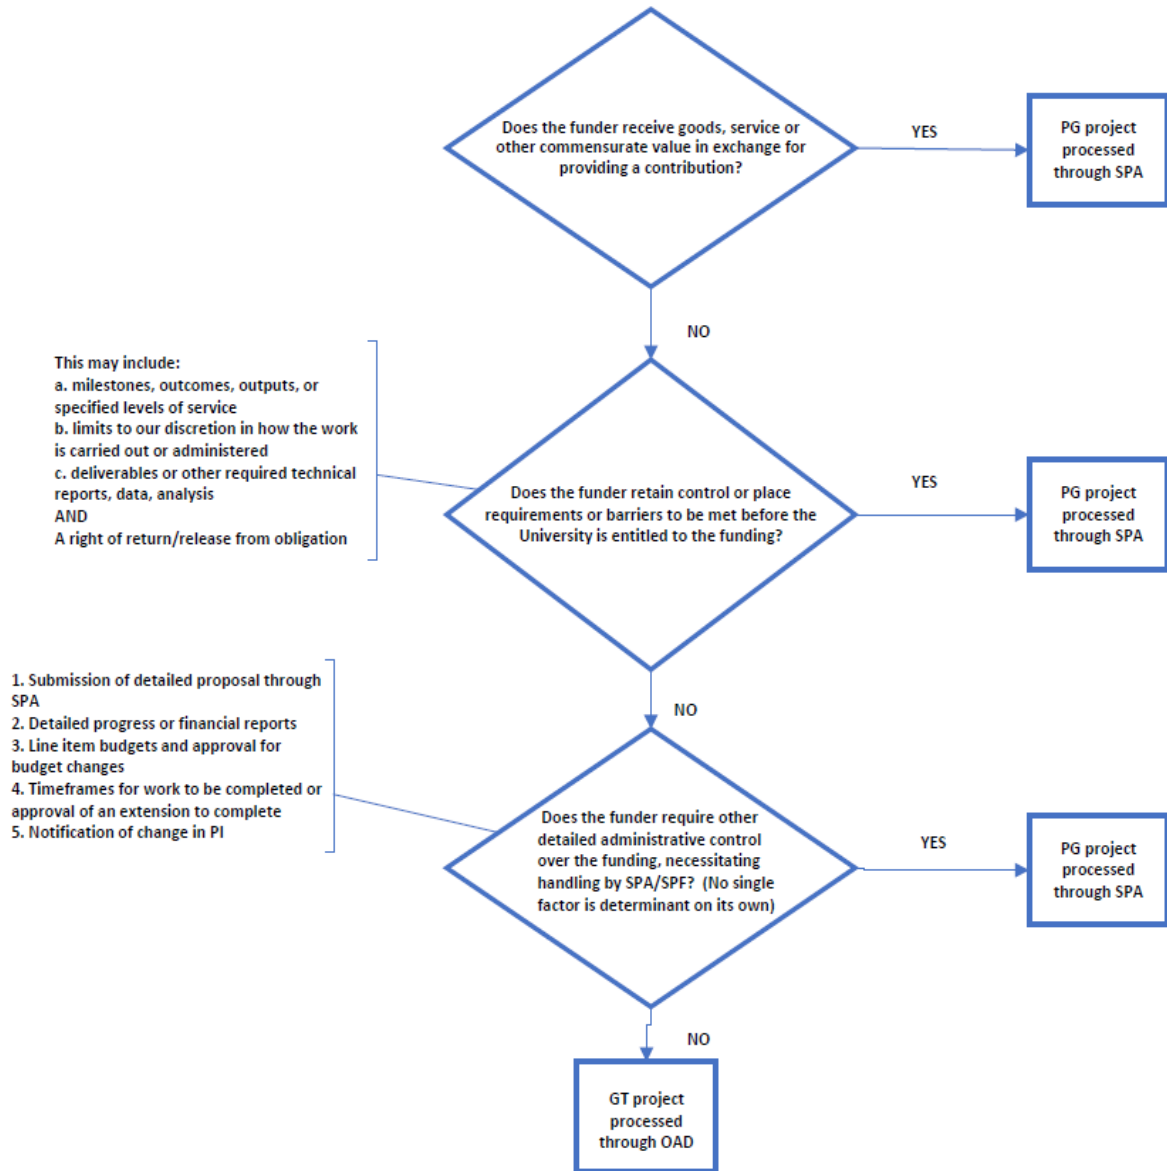 Does the funder receive goods, service or
other commensurate value in exchange for
providing a contribution?
YES
PG project
processed
through SPA
NO
This may include:
a. milestones, outcomes, outputs, or
specified levels of service
b. limits to our discretion in how the work
is carried out or administered
c. deliverables or other required technical
reports, data, analysis
AND
A right of return/release from obligation
Does the funder retain control or place
requirements or barriers to be met before the
University is entitled to the funding?
YES
PG project
processed
through SPA
NO
1. Submission of detailed proposal through
SPA
2. Detailed progress or financial reports
3. Line item budgets and approval for
budget changes
4. Timeframes for work to be completed or
approval of an extension to complete
5. Notification of change in PI
Does the funder require other
detailed administrative control
over the funding, necessitating
handling by SPA/SPF? (No single
factor is determinant on its own)
YES
PG project
processed
through SPA
NO
GT project
processed
through OAD